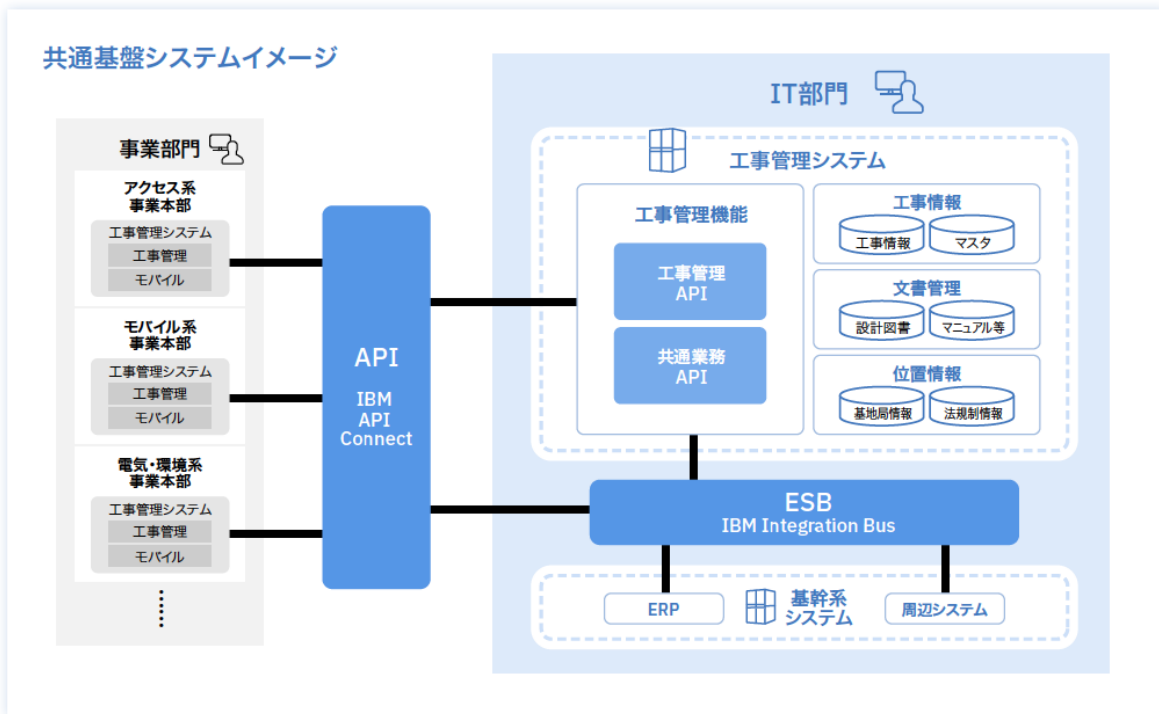 共通基盤システムイメージ
事業部門
アクセス系
事業本部
工事管理システム
工事管理
モバイル
モバイル系
事業本部
工事管理システム
工事管理
モバイル
電気・環境系
事業本部
工事管理システム
工事管理
モバイル
API
IBM
API
Connect
IT部門
工事管理システム
工事管理機能
工事管理
API
共通業務
API
工事情報
工事情報
マスタ
文書管理
設計図書
マニュアル等
位置情報
基地局情報
法規制情報
ESB
IBM Integration Bus
ERP
基幹系
システム
周辺システム